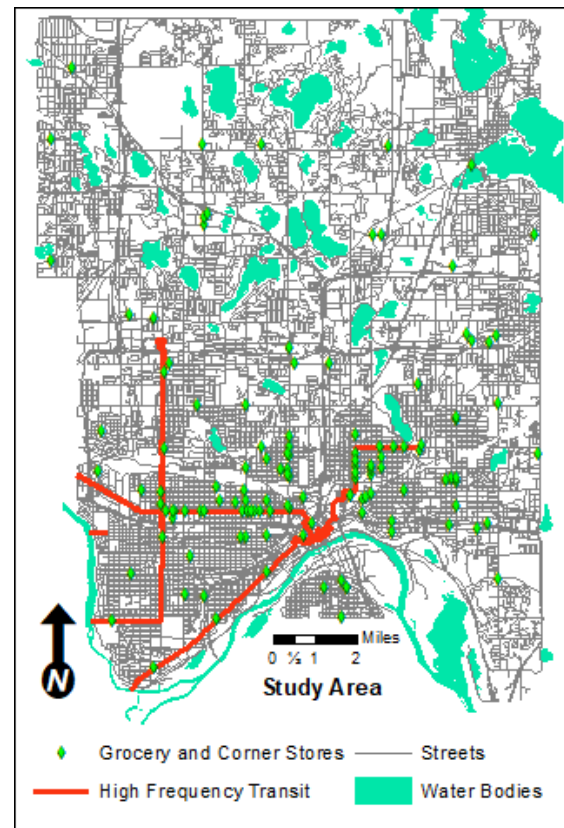 N
Miles
0 ½ 1 2
Study Area
Grocery and Corner Stores
Streets
High Frequency Transit
Water Bodies